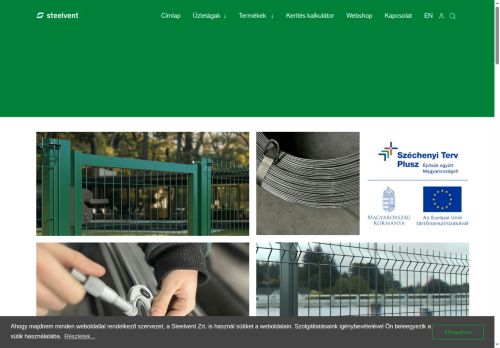 steelvent
Címlap Üzletágak ↓ Termékek ↓ Kerítés kalkulátor Webshop Kapcsolat EN
Széchenyi Terv
Plusz
Építsük együtt
Magyarországot!
MAGYARORSZÁG
KORMÁNYA
Az Európai Unió
társfinanszírozásával
Ahogy majdnem minden weboldallal rendelkező szervezet, a Steelvent Zrt. is használ sütiket a weboldalain. Szolgáltatásaink igénybevételével Ön beleegyezik a
sütik használatába. Részletek...
Elfogadom